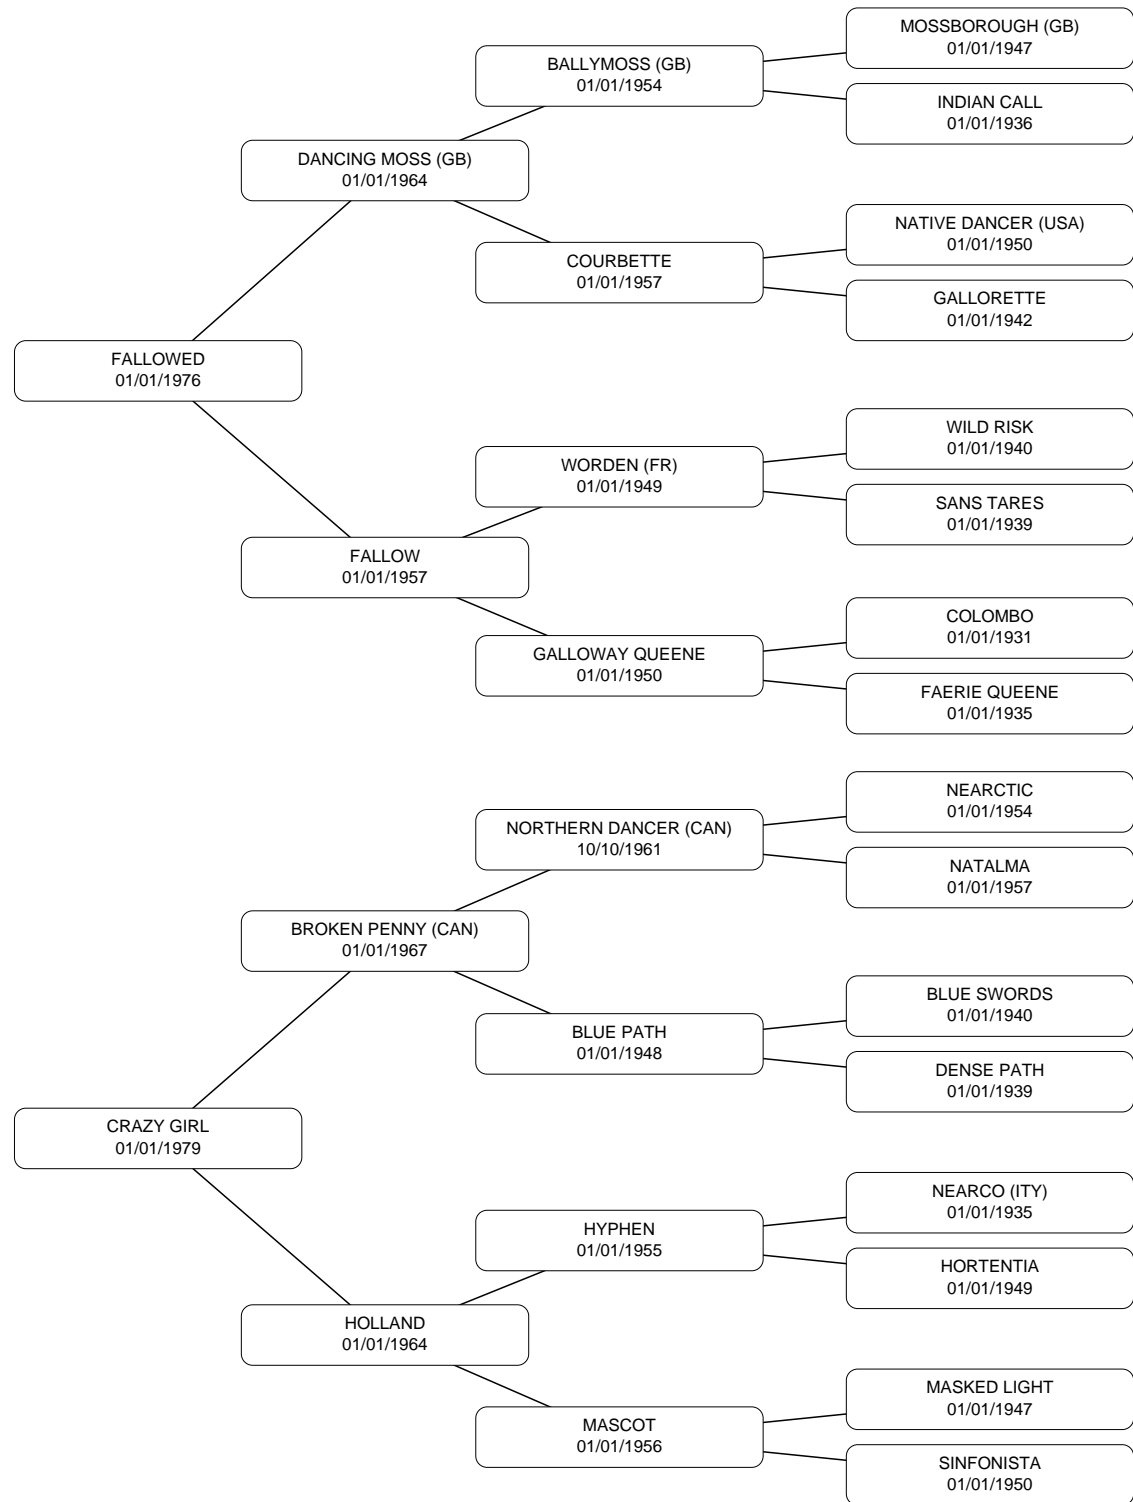 MOSSBOROUGH (GB)
01/01/1947
BALLYMOSS (GB)
01/01/1954
INDIAN CALL
01/01/1936
DANCING MOSS (GB)
01/01/1964
NATIVE DANCER (USA)
01/01/1950
COURBETTE
01/01/1957
GALLORETTE
01/01/1942
FALLOWED
01/01/1976
WILD RISK
01/01/1940
WORDEN (FR)
01/01/1949
SANS TARES
01/01/1939
FALLOW
01/01/1957
COLOMBO
01/01/1931
GALLOWAY QUEENE
01/01/1950
FAERIE QUEENE
01/01/1935
NEARCTIC
01/01/1954
NORTHERN DANCER (CAN)
10/10/1961
NATALMA
01/01/1957
BROKEN PENNY (CAN)
01/01/1967
BLUE SWORDS
01/01/1940
BLUE PATH
01/01/1948
DENSE PATH
01/01/1939
CRAZY GIRL
01/01/1979
NEARCO (ITY)
01/01/1935
HYPHEN
01/01/1955
HORTENTIA
01/01/1949
HOLLAND
01/01/1964
MASKED LIGHT
01/01/1947
MASCOT
01/01/1956
SINFONISTA
01/01/1950